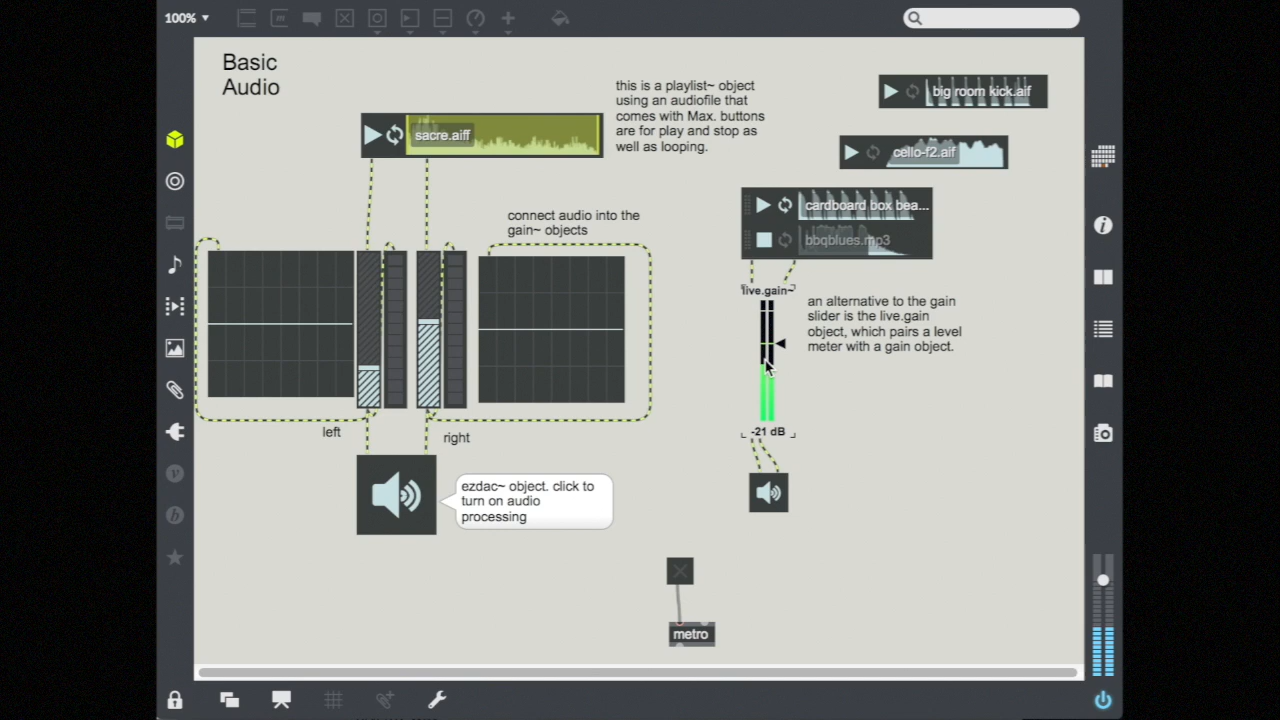 100%
Basic
Audio
this is a playlist~ object
using an audiofile that
comes with Max. buttons
are for play and stop as
well as looping.
big room kick.aif
sacre.aiff
cello-f2.aif
cardboard box bea...
bbqblues.mp3
connect audio into the
gain~ objects
live.gain~
an alternative to the gain
slider is the live.gain
object, which pairs a level
meter with a gain object.
-21 dB
left
right
ezdac~ object. click to
turn on audio
processing
metro